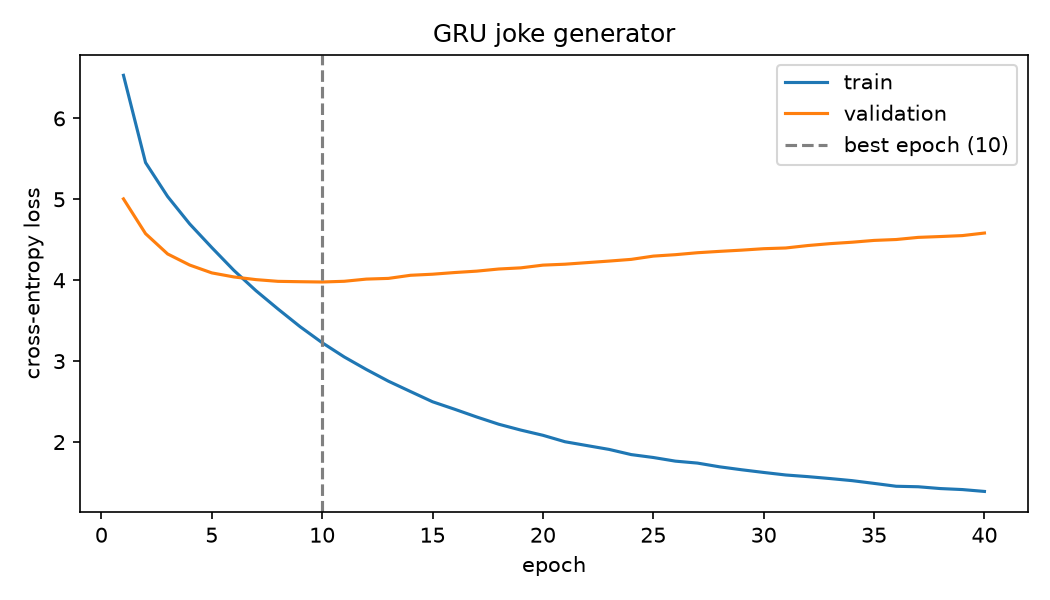 GRU joke generator
train
validation
best epoch (10)
cross-entropy loss
6
5
4
3
2
0 5 10 15 20 25 30 35 40
epoch